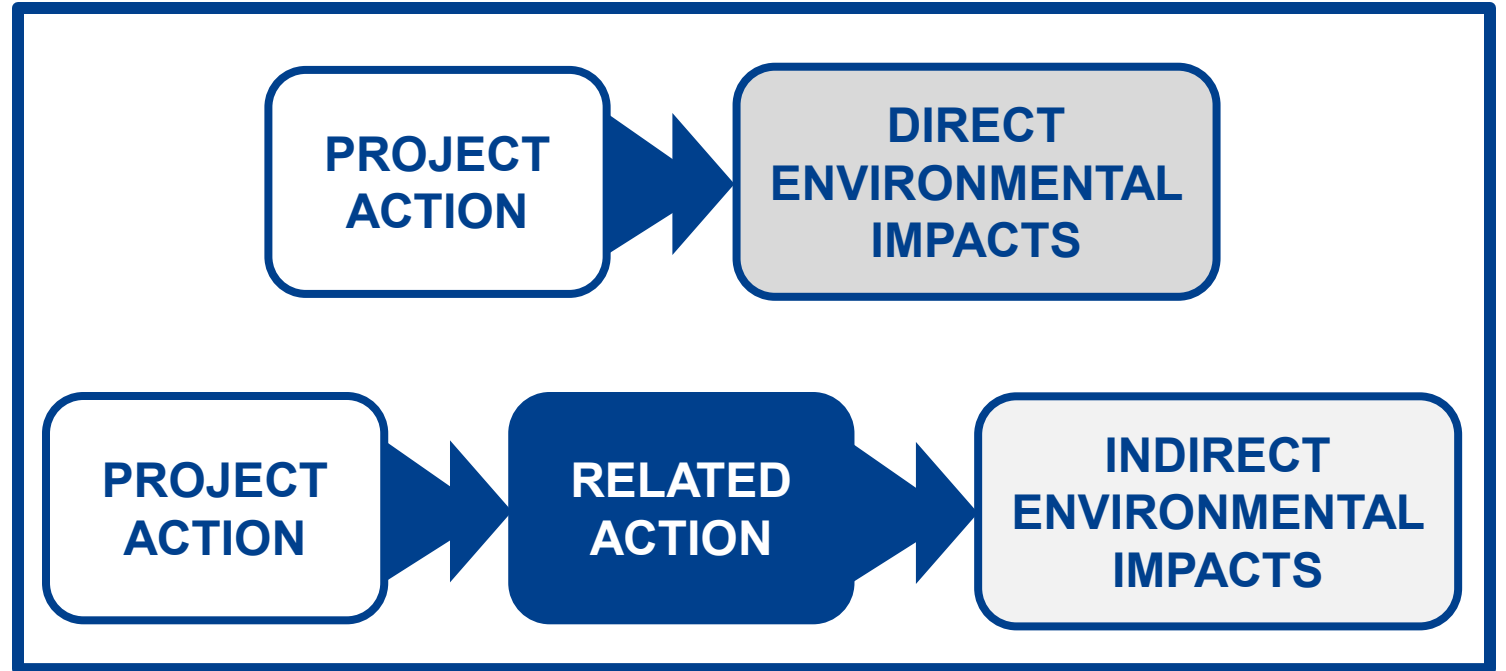 PROJECT
ACTION
DIRECT
ENVIRONMENTAL
IMPACTS
PROJECT
ACTION
RELATED
ACTION
INDIRECT
ENVIRONMENTAL
IMPACTS